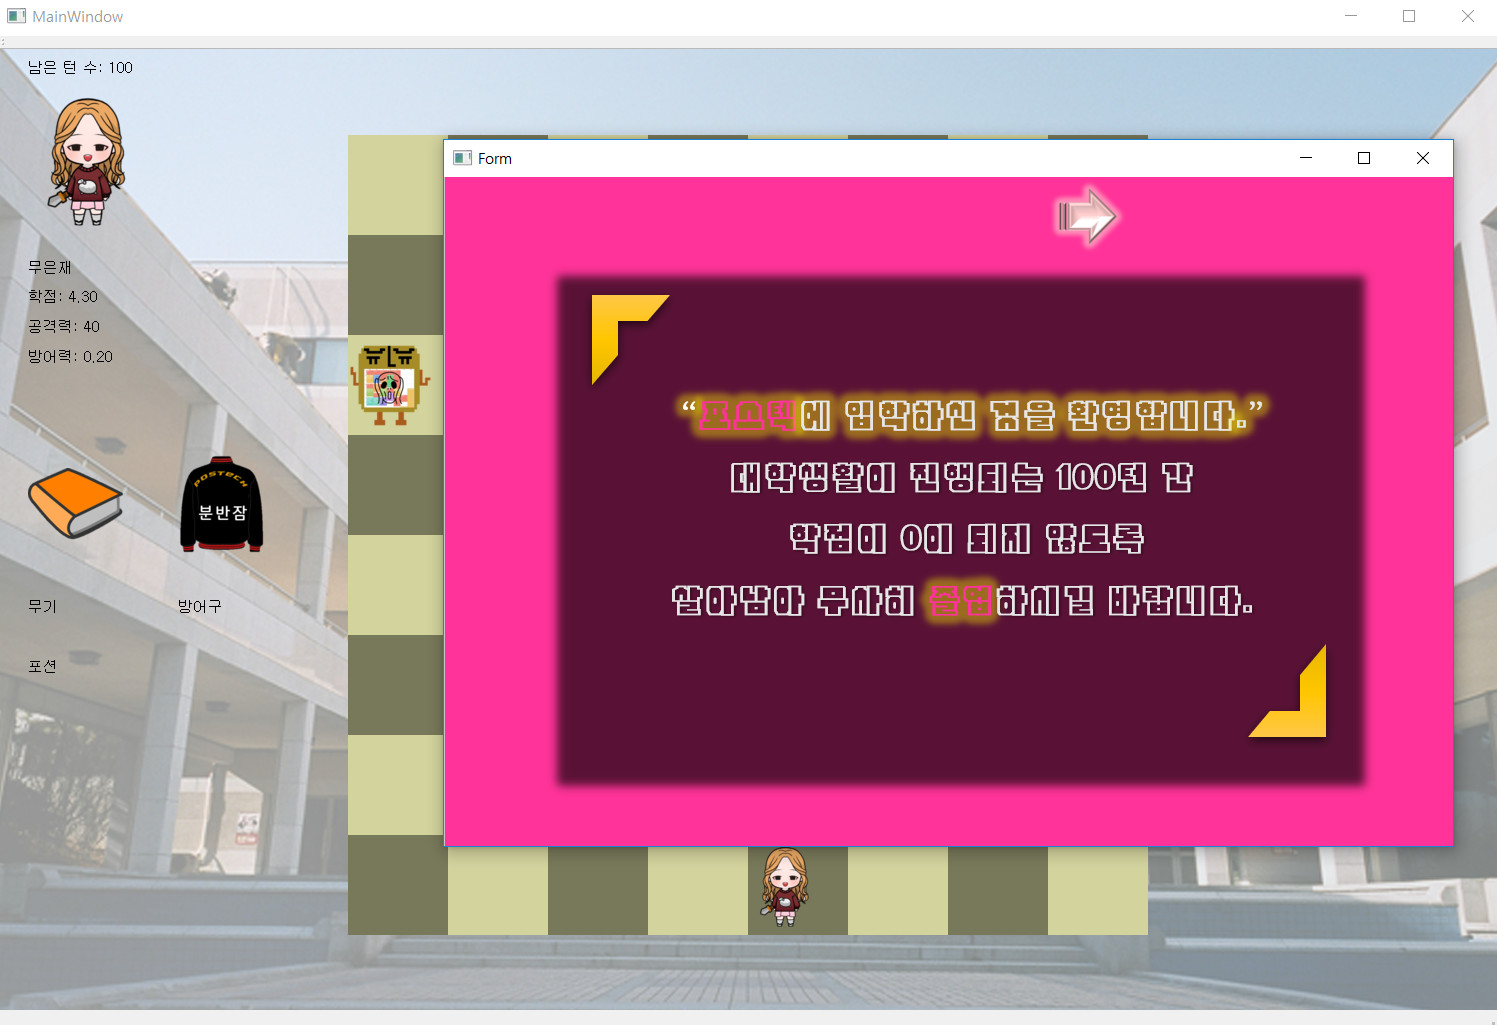 MainWindow
남은 턴 수: 100
무은재
학점: 4.30
공격력: 40
방어력: 0.20
POSTECH
분반잠
무기
방어구
포션
Form
“포스텍에 입학하신 것을 환영합니다.”
대학생활이 진행되는 100턴 간
학점이 0이 되지 않도록
살아남아 무사히 졸업하시길 바랍니다.